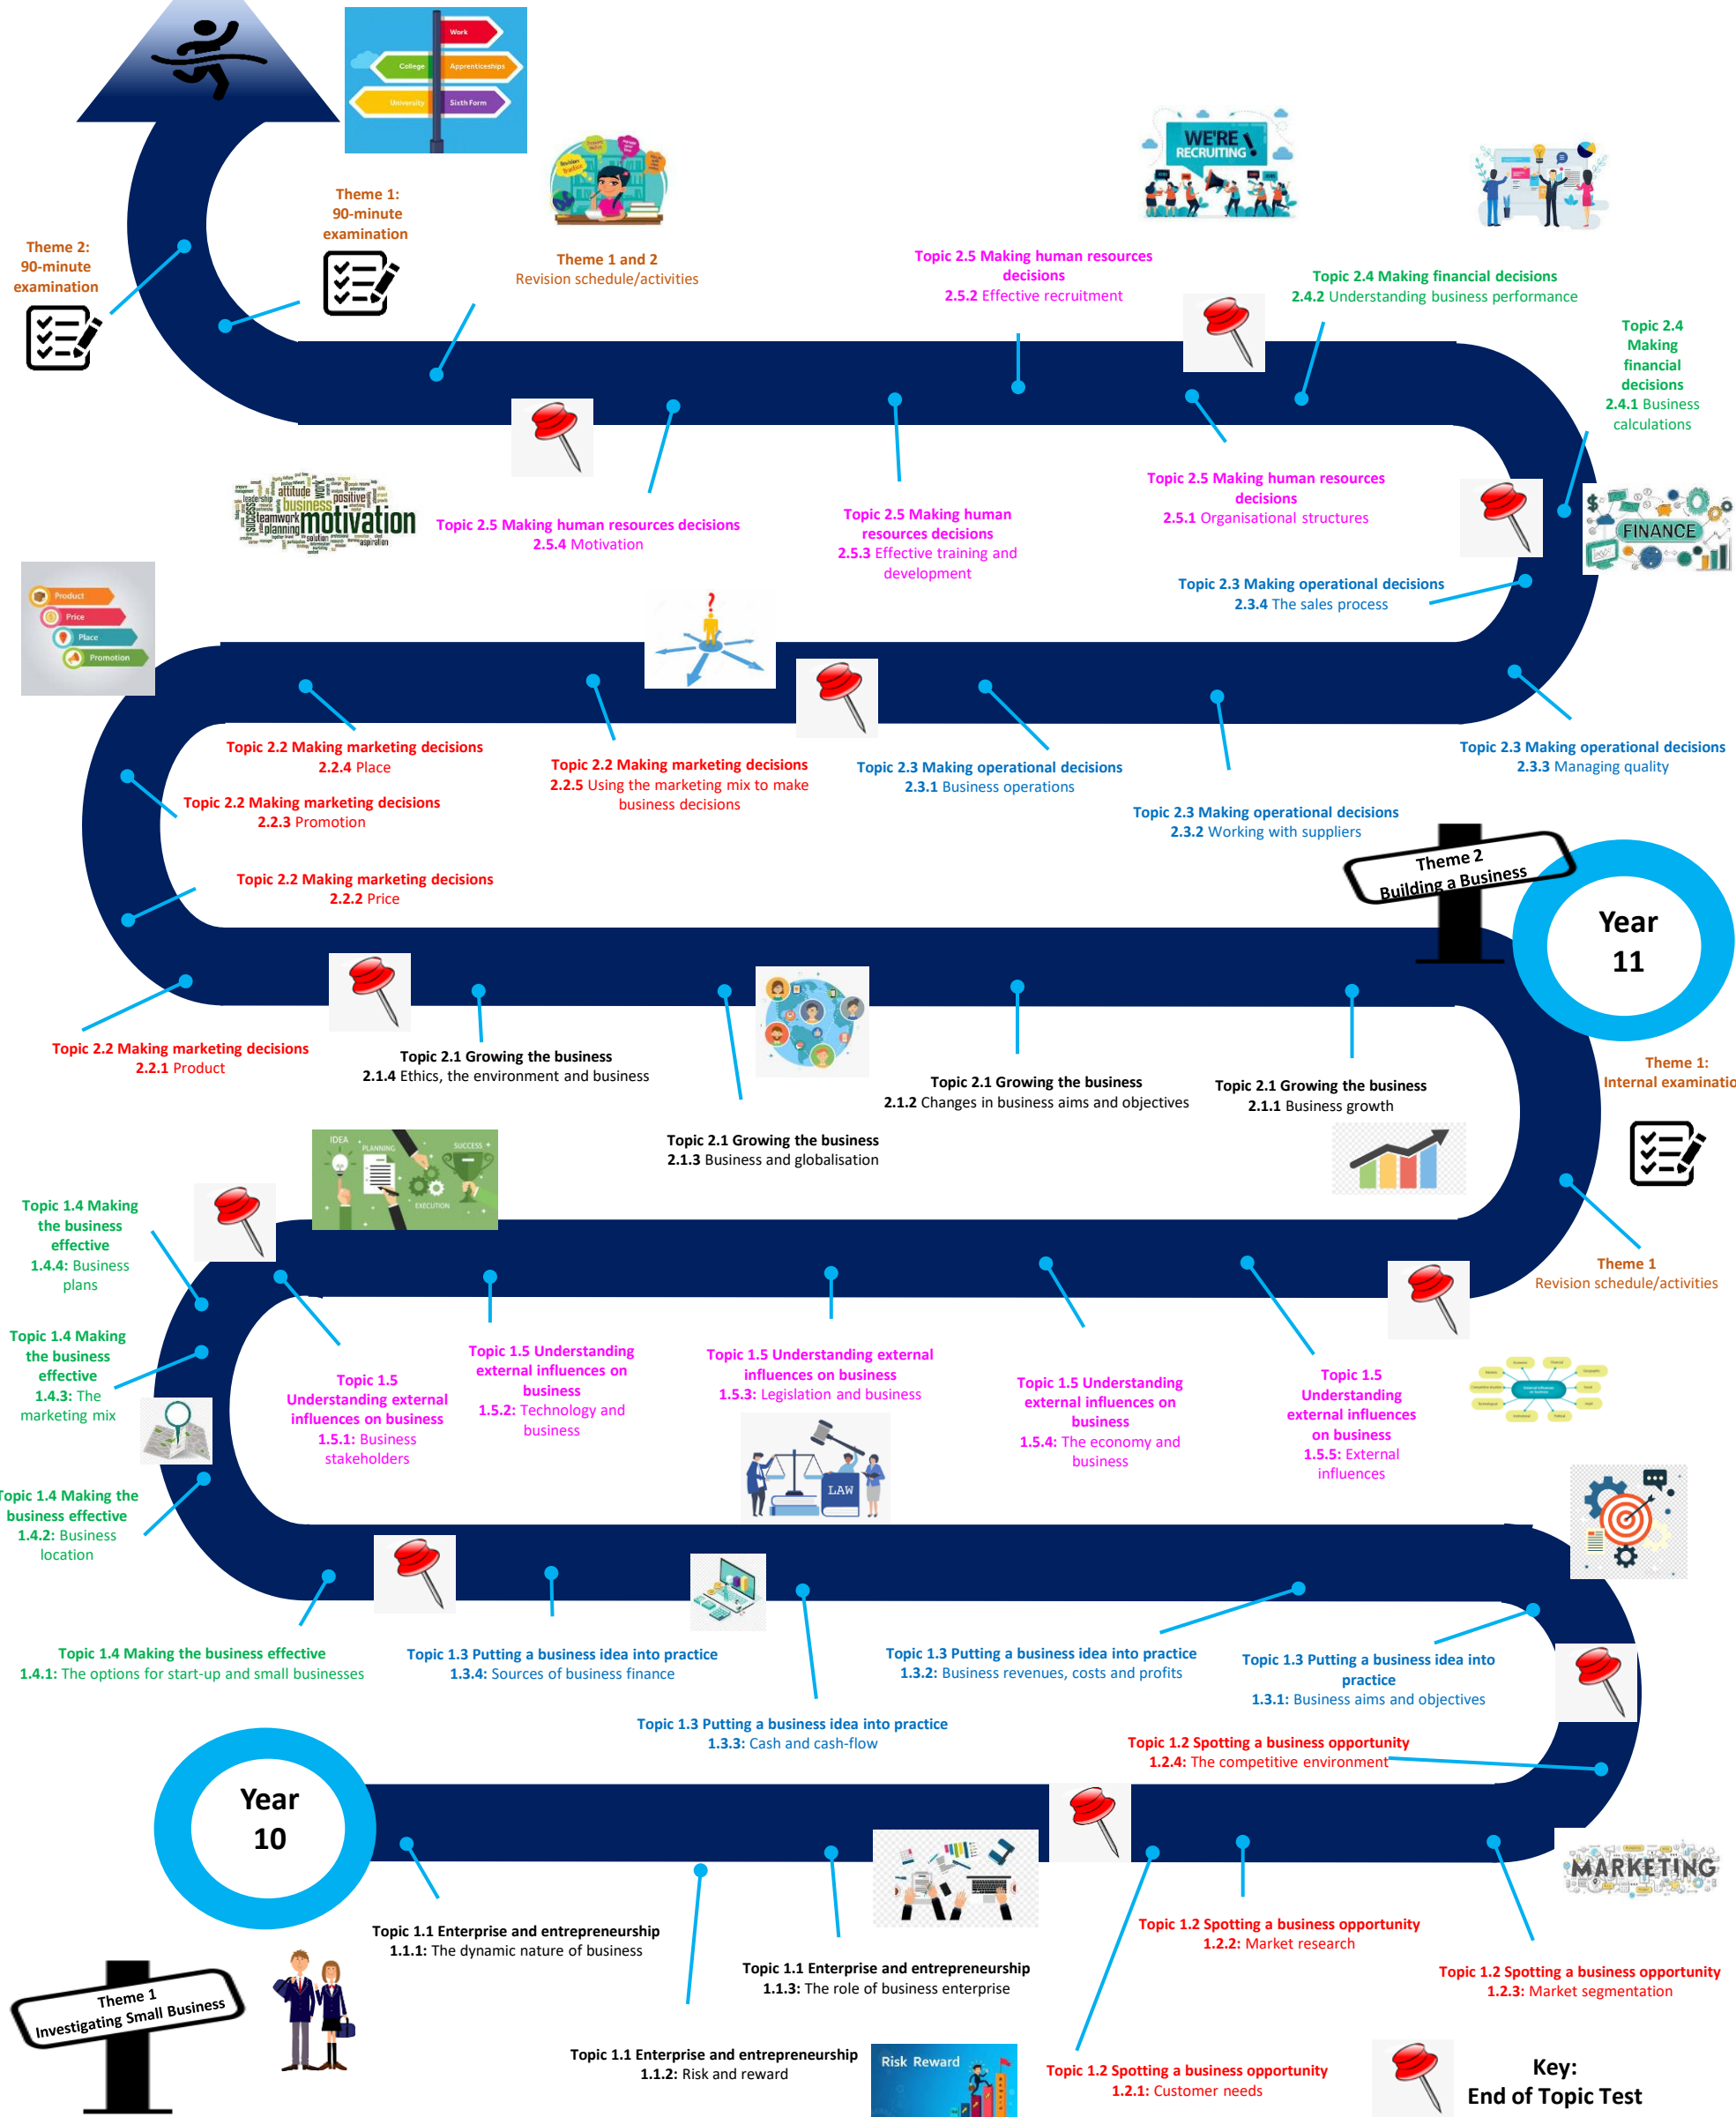 Work
College
Apprenticeships
University
Sixth Form
Theme 1:
90-minute
examination
Theme 2:
90-minute
examination
Theme 1 and 2
Revision schedule/activities
WE'RE
RECRUITING !
Topic 2.5 Making human resources
decisions
2.5.2 Effective recruitment
Topic 2.4 Making financial decisions
2.4.2 Understanding business performance
Topic 2.4
Making
financial
decisions
2.4.1 Business
calculations
attitude
business
positive
leadership
teamwork
planning
motivation
success
aspiration
Topic 2.5 Making human resources decisions
2.5.4 Motivation
Topic 2.5 Making human
resources decisions
2.5.3 Effective training and
development
Topic 2.5 Making human resources
decisions
2.5.1 Organisational structures
FINANCE
Topic 2.3 Making operational decisions
2.3.4 The sales process
Product
Price
Place
Promotion
?
Topic 2.2 Making marketing decisions
2.2.4 Place
Topic 2.2 Making marketing decisions
2.2.5 Using the marketing mix to make
business decisions
Topic 2.3 Making operational decisions
2.3.1 Business operations
Topic 2.3 Making operational decisions
2.3.3 Managing quality
Topic 2.2 Making marketing decisions
2.2.3 Promotion
Topic 2.3 Making operational decisions
2.3.2 Working with suppliers
Theme 2
Building a Business
Topic 2.2 Making marketing decisions
2.2.2 Price
Year
11
Topic 2.2 Making marketing decisions
2.2.1 Product
Topic 2.1 Growing the business
2.1.4 Ethics, the environment and business
Topic 2.1 Growing the business
2.1.3 Business and globalisation
Topic 2.1 Growing the business
2.1.2 Changes in business aims and objectives
Topic 2.1 Growing the business
2.1.1 Business growth
Theme 1:
Internal examinatio
IDEA
PLANNING
SUCCESS
EXECUTION
Topic 1.4 Making
the business
effective
1.4.4: Business
plans
Theme 1
Revision schedule/activities
Topic 1.4 Making
the business
effective
1.4.3: The
marketing mix
Topic 1.5
Understanding external
influences on business
1.5.1: Business
stakeholders
Topic 1.5 Understanding
external influences on
business
1.5.2: Technology and
business
Topic 1.5 Understanding external
influences on business
1.5.3: Legislation and business
LAW
Topic 1.5 Understanding
external influences on
business
1.5.4: The economy and
business
Topic 1.5
Understanding
external influences
on business
1.5.5: External
influences
Topic 1.4 Making the
business effective
1.4.2: Business
location
Topic 1.4 Making the business effective
1.4.1: The options for start-up and small businesses
Topic 1.3 Putting a business idea into practice
1.3.4: Sources of business finance
Topic 1.3 Putting a business idea into practice
1.3.2: Business revenues, costs and profits
Topic 1.3 Putting a business idea into
practice
1.3.1: Business aims and objectives
Topic 1.3 Putting a business idea into practice
1.3.3: Cash and cash-flow
Topic 1.2 Spotting a business opportunity
1.2.4: The competitive environment
Year
10
MARKETING
Topic 1.1 Enterprise and entrepreneurship
1.1.1: The dynamic nature of business
Topic 1.2 Spotting a business opportunity
1.2.2: Market research
Topic 1.1 Enterprise and entrepreneurship
1.1.3: The role of business enterprise
Topic 1.2 Spotting a business opportunity
1.2.3: Market segmentation
Theme 1
Investigating Small Business
Topic 1.1 Enterprise and entrepreneurship
1.1.2: Risk and reward
Risk Reward
Topic 1.2 Spotting a business opportunity
1.2.1: Customer needs
Key:
End of Topic Test